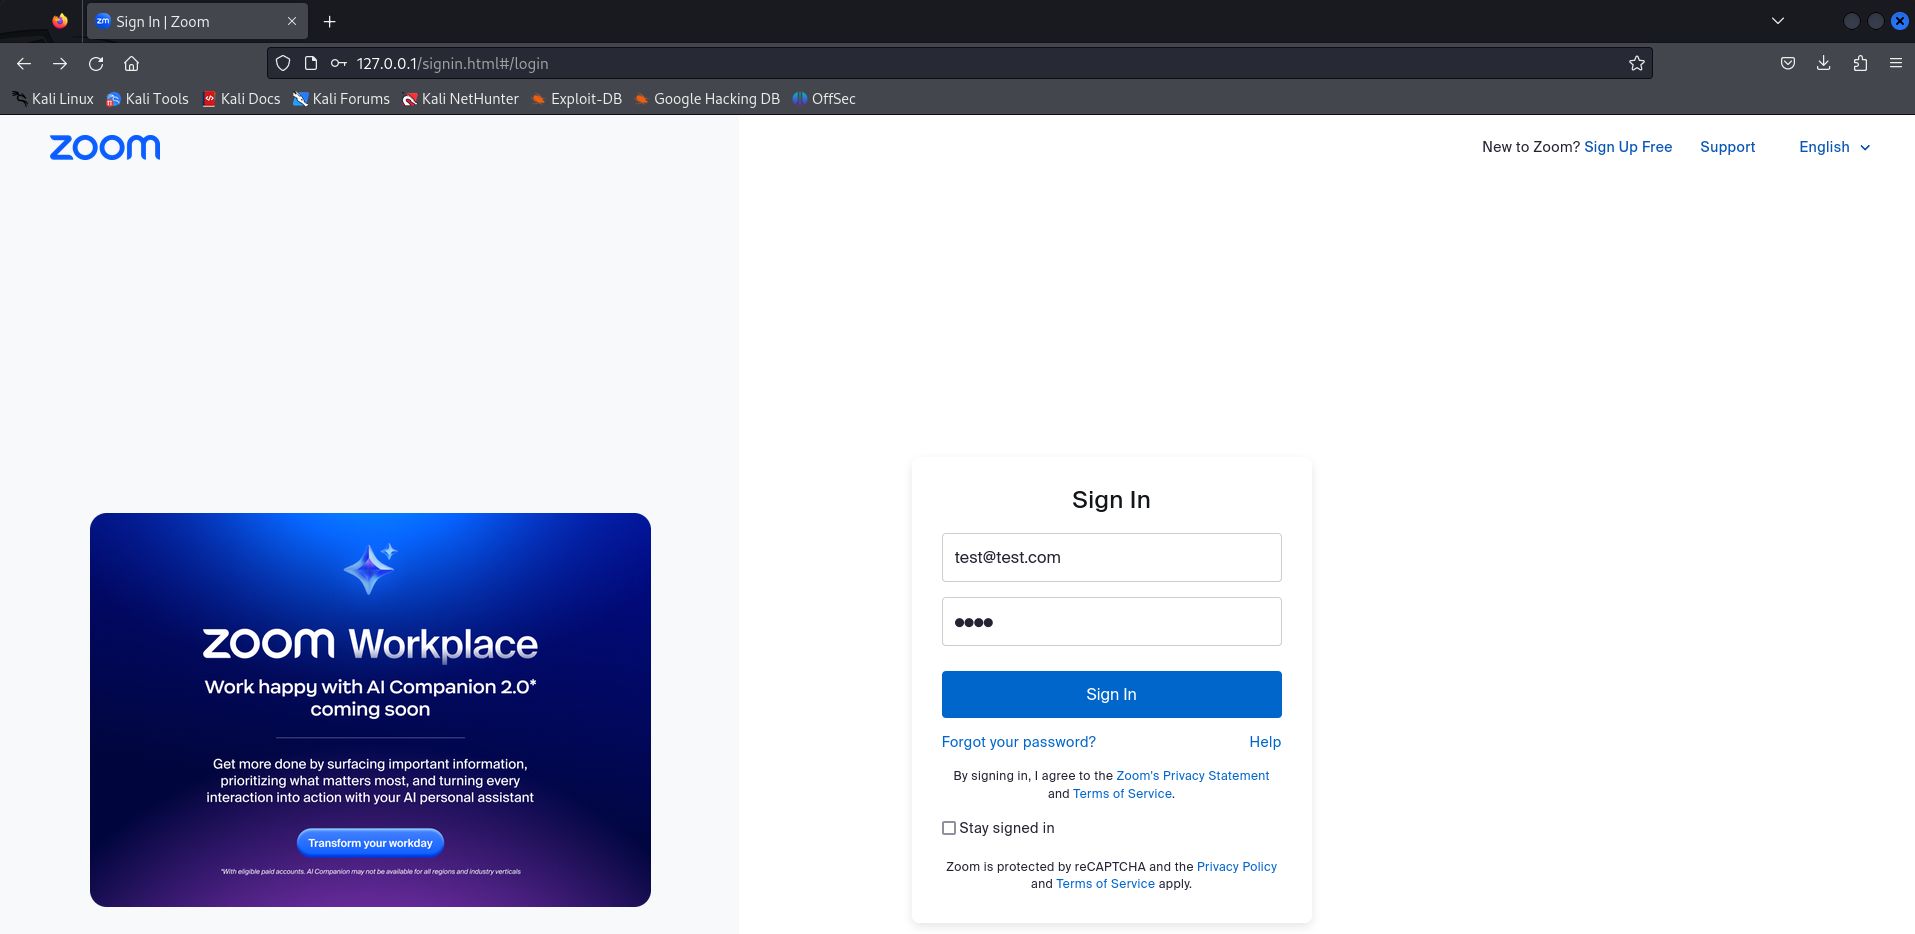 Sign In | Zoom
127.0.0.1/signin.html#/login
Kali Linux Kali Tools Kali Docs Kali Forums Kali NetHunter Exploit-DB Google Hacking DB OffSec
zoom
New to Zoom? Sign Up Free Support English
Sign In
test@test.com
Sign In
Forgot your password? Help
By signing in, I agree to the Zoom's Privacy Statement
and Terms of Service.
Stay signed in
Zoom is protected by reCAPTCHA and the Privacy Policy
and Terms of Service apply.
zoom Workplace
Work happy with AI Companion 2.0*
coming soon
Get more done by surfacing important information,
prioritizing what matters most, and turning every
interaction into action with your AI personal assistant
Transform your workday
*With eligible paid accounts. AI Companion may not be available for all regions and industry verticals